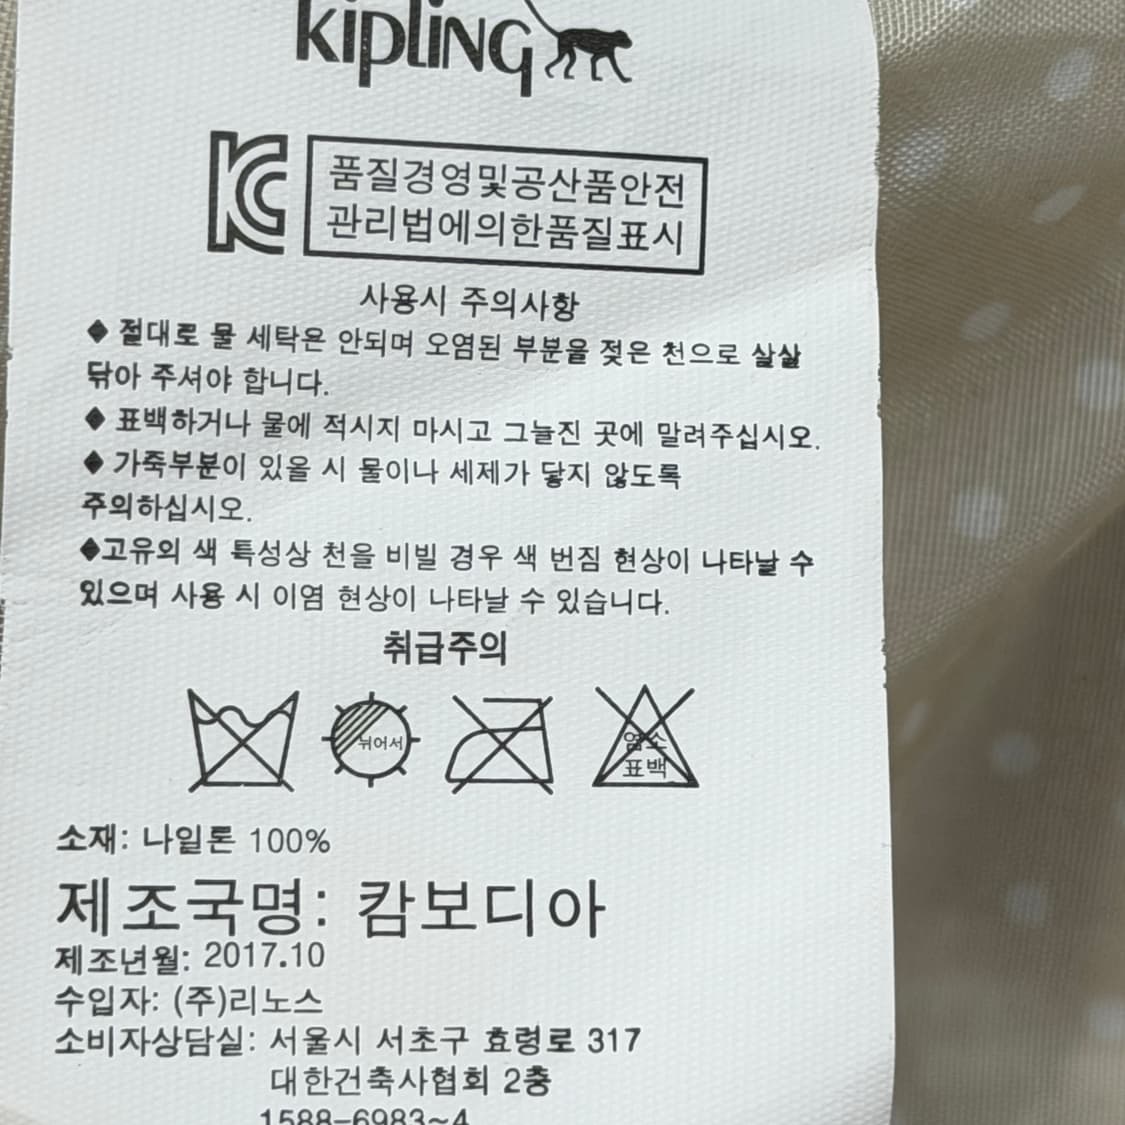 kipling
품질경영및공산품안전
관리법에의한품질표시
사용시 주의사항
◆ 절대로 물 세탁은 안되며 오염된 부분을 젖은 천으로 살살
닦아 주셔야 합니다.
◆ 표백하거나 물에 적시지 마시고 그늘진 곳에 말려주십시오.
◆ 가죽부분이 있을 시 물이나 세제가 닿지 않도록
주의하십시오.
◆고유의 색 특성상 천을 비빌 경우 색 번짐 현상이 나타날 수
있으며 사용 시 이염 현상이 나타날 수 있습니다.
취급주의
뉘어서
염소
표백
소재: 나일론 100%
제조국명: 캄보디아
제조년월: 2017.10
수입자: (주)리노스
소비자상담실: 서울시 서초구 효령로 317
대한건축사협회 2층
1588-6983~4